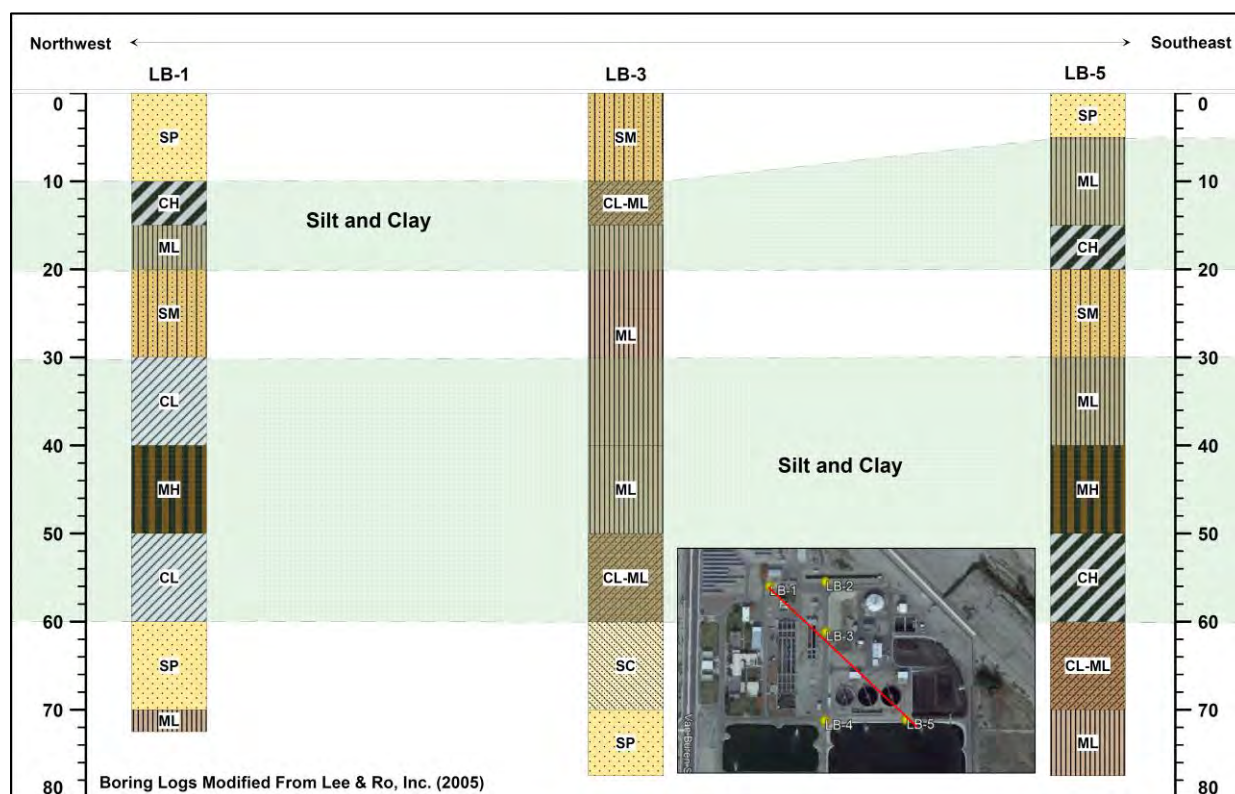 Northwest
Southeast
LB-1
LB-3
LB-5
0
10
20
30
40
50
60
70
80
SP
CH
ML
SM
CL
MH
CL
SP
ML
Silt and Clay
SM
CL-ML
ML
ML
CL-ML
SC
SP
Silt and Clay
SP
ML
CH
SM
ML
MH
CH
CL-ML
ML
0
10
20
30
40
50
60
70
80
LB-1
LB-2
LB-3
LB-4
LB-5
Van Buren S
Boring Logs Modified From Lee & Ro, Inc. (2005)